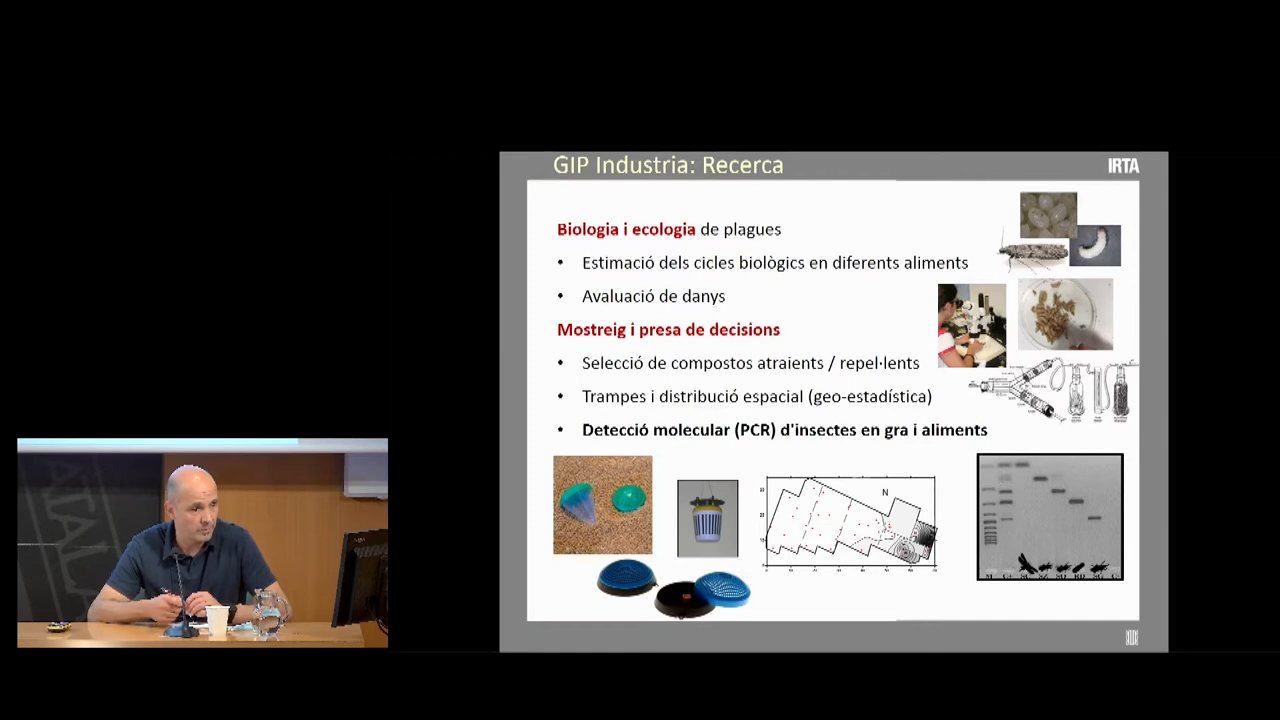 GIP Industria: Recerca
IRTA
Biologia i ecologia de plagues
• Estimació dels cicles biològics en diferents aliments
• Avaluació de danys
Mostreig i presa de decisions
• Selecció de compostos atraients / repel·lents
• Trampes i distribució espacial (geo-estadística)
• Detecció molecular (PCR) d'insectes en gra i aliments
N